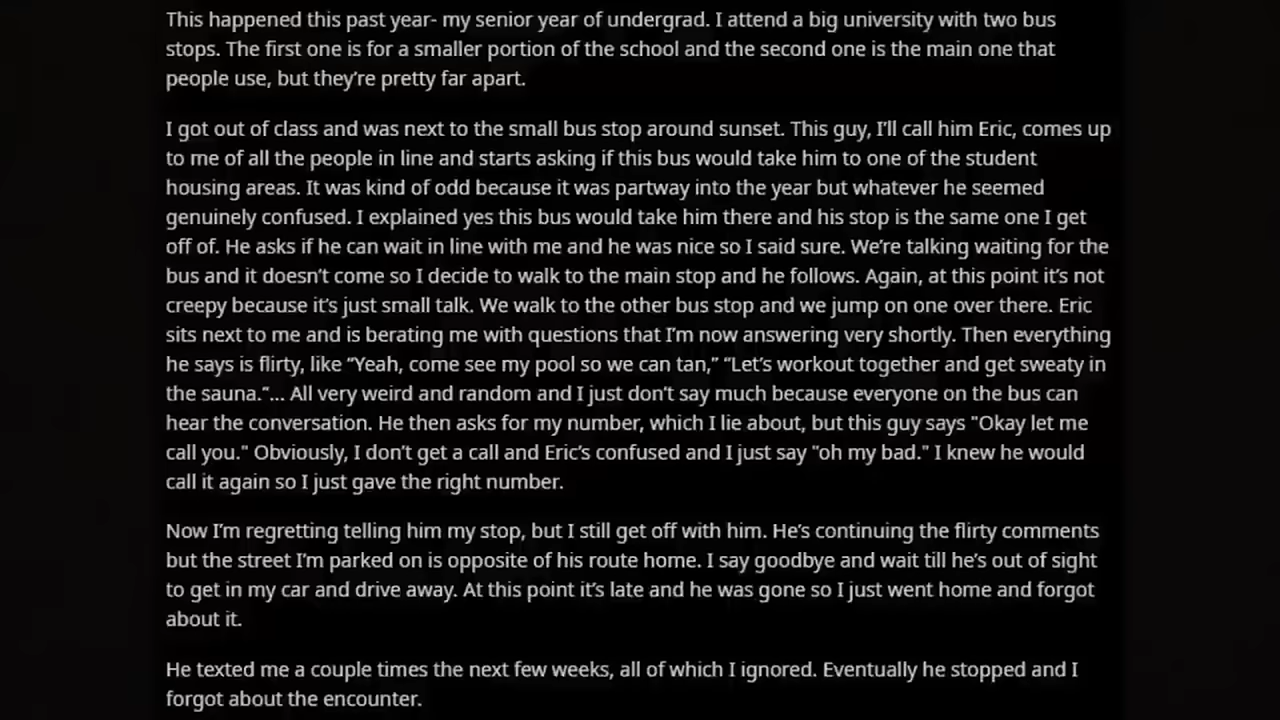 This happened this past year- my senior year of undergrad. I attend a big university with two bus
stops. The first one is for a smaller portion of the school and the second one is the main one that
people use, but they're pretty far apart.
I got out of class and was next to the small bus stop around sunset. This guy, I'll call him Eric, comes up
to me of all the people in line and starts asking if this bus would take him to one of the student
housing areas. It was kind of odd because it was partway into the year but whatever he seemed
genuinely confused. I explained yes this bus would take him there and his stop is the same one I get
off of. He asks if he can wait in line with me and he was nice so I said sure. We're talking waiting for the
bus and it doesn't come so I decide to walk to the main stop and he follows. Again, at this point it's not
creepy because it's just small talk. We walk to the other bus stop and we jump on one over there. Eric
sits next to me and is berating me with questions that I'm now answering very shortly. Then everything
he says is flirty, like “Yeah, come see my pool so we can tan,” “Let's workout together and get sweaty in
the sauna.“... All very weird and random and I just don't say much because everyone on the bus can
hear the conversation. He then asks for my number, which I lie about, but this guy says "Okay let me
call you." Obviously, I don't get a call and Eric's confused and I just say "oh my bad." I knew he would
call it again so I just gave the right number.
Now I'm regretting telling him my stop, but I still get off with him. He's continuing the flirty comments
but the street I'm parked on is opposite of his route home. I say goodbye and wait till he's out of sight
to get in my car and drive away. At this point it's late and he was gone so I just went home and forgot
about it.
He texted me a couple times the next few weeks, all of which I ignored. Eventually he stopped and I
forgot about the encounter.